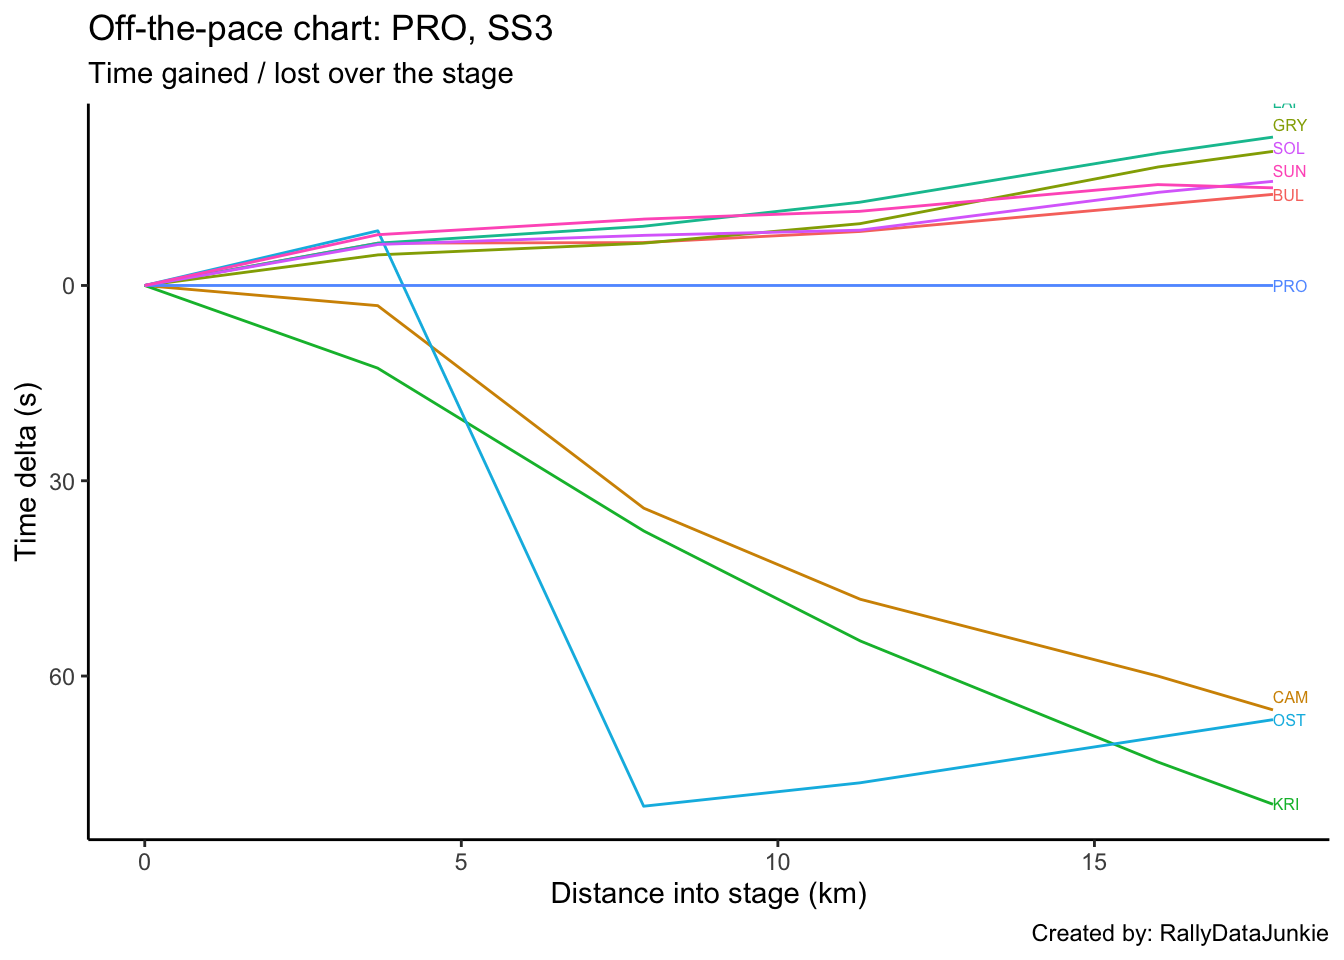 Off-the-pace chart: PRO, SS3
Time gained / lost over the stage
GRY
SOL
SUN
BUL
0
PRO
Time delta (s)
30
60
CAM
OST
KRI
0
5
10
15
Distance into stage (km)
Created by: RallyDataJunkie